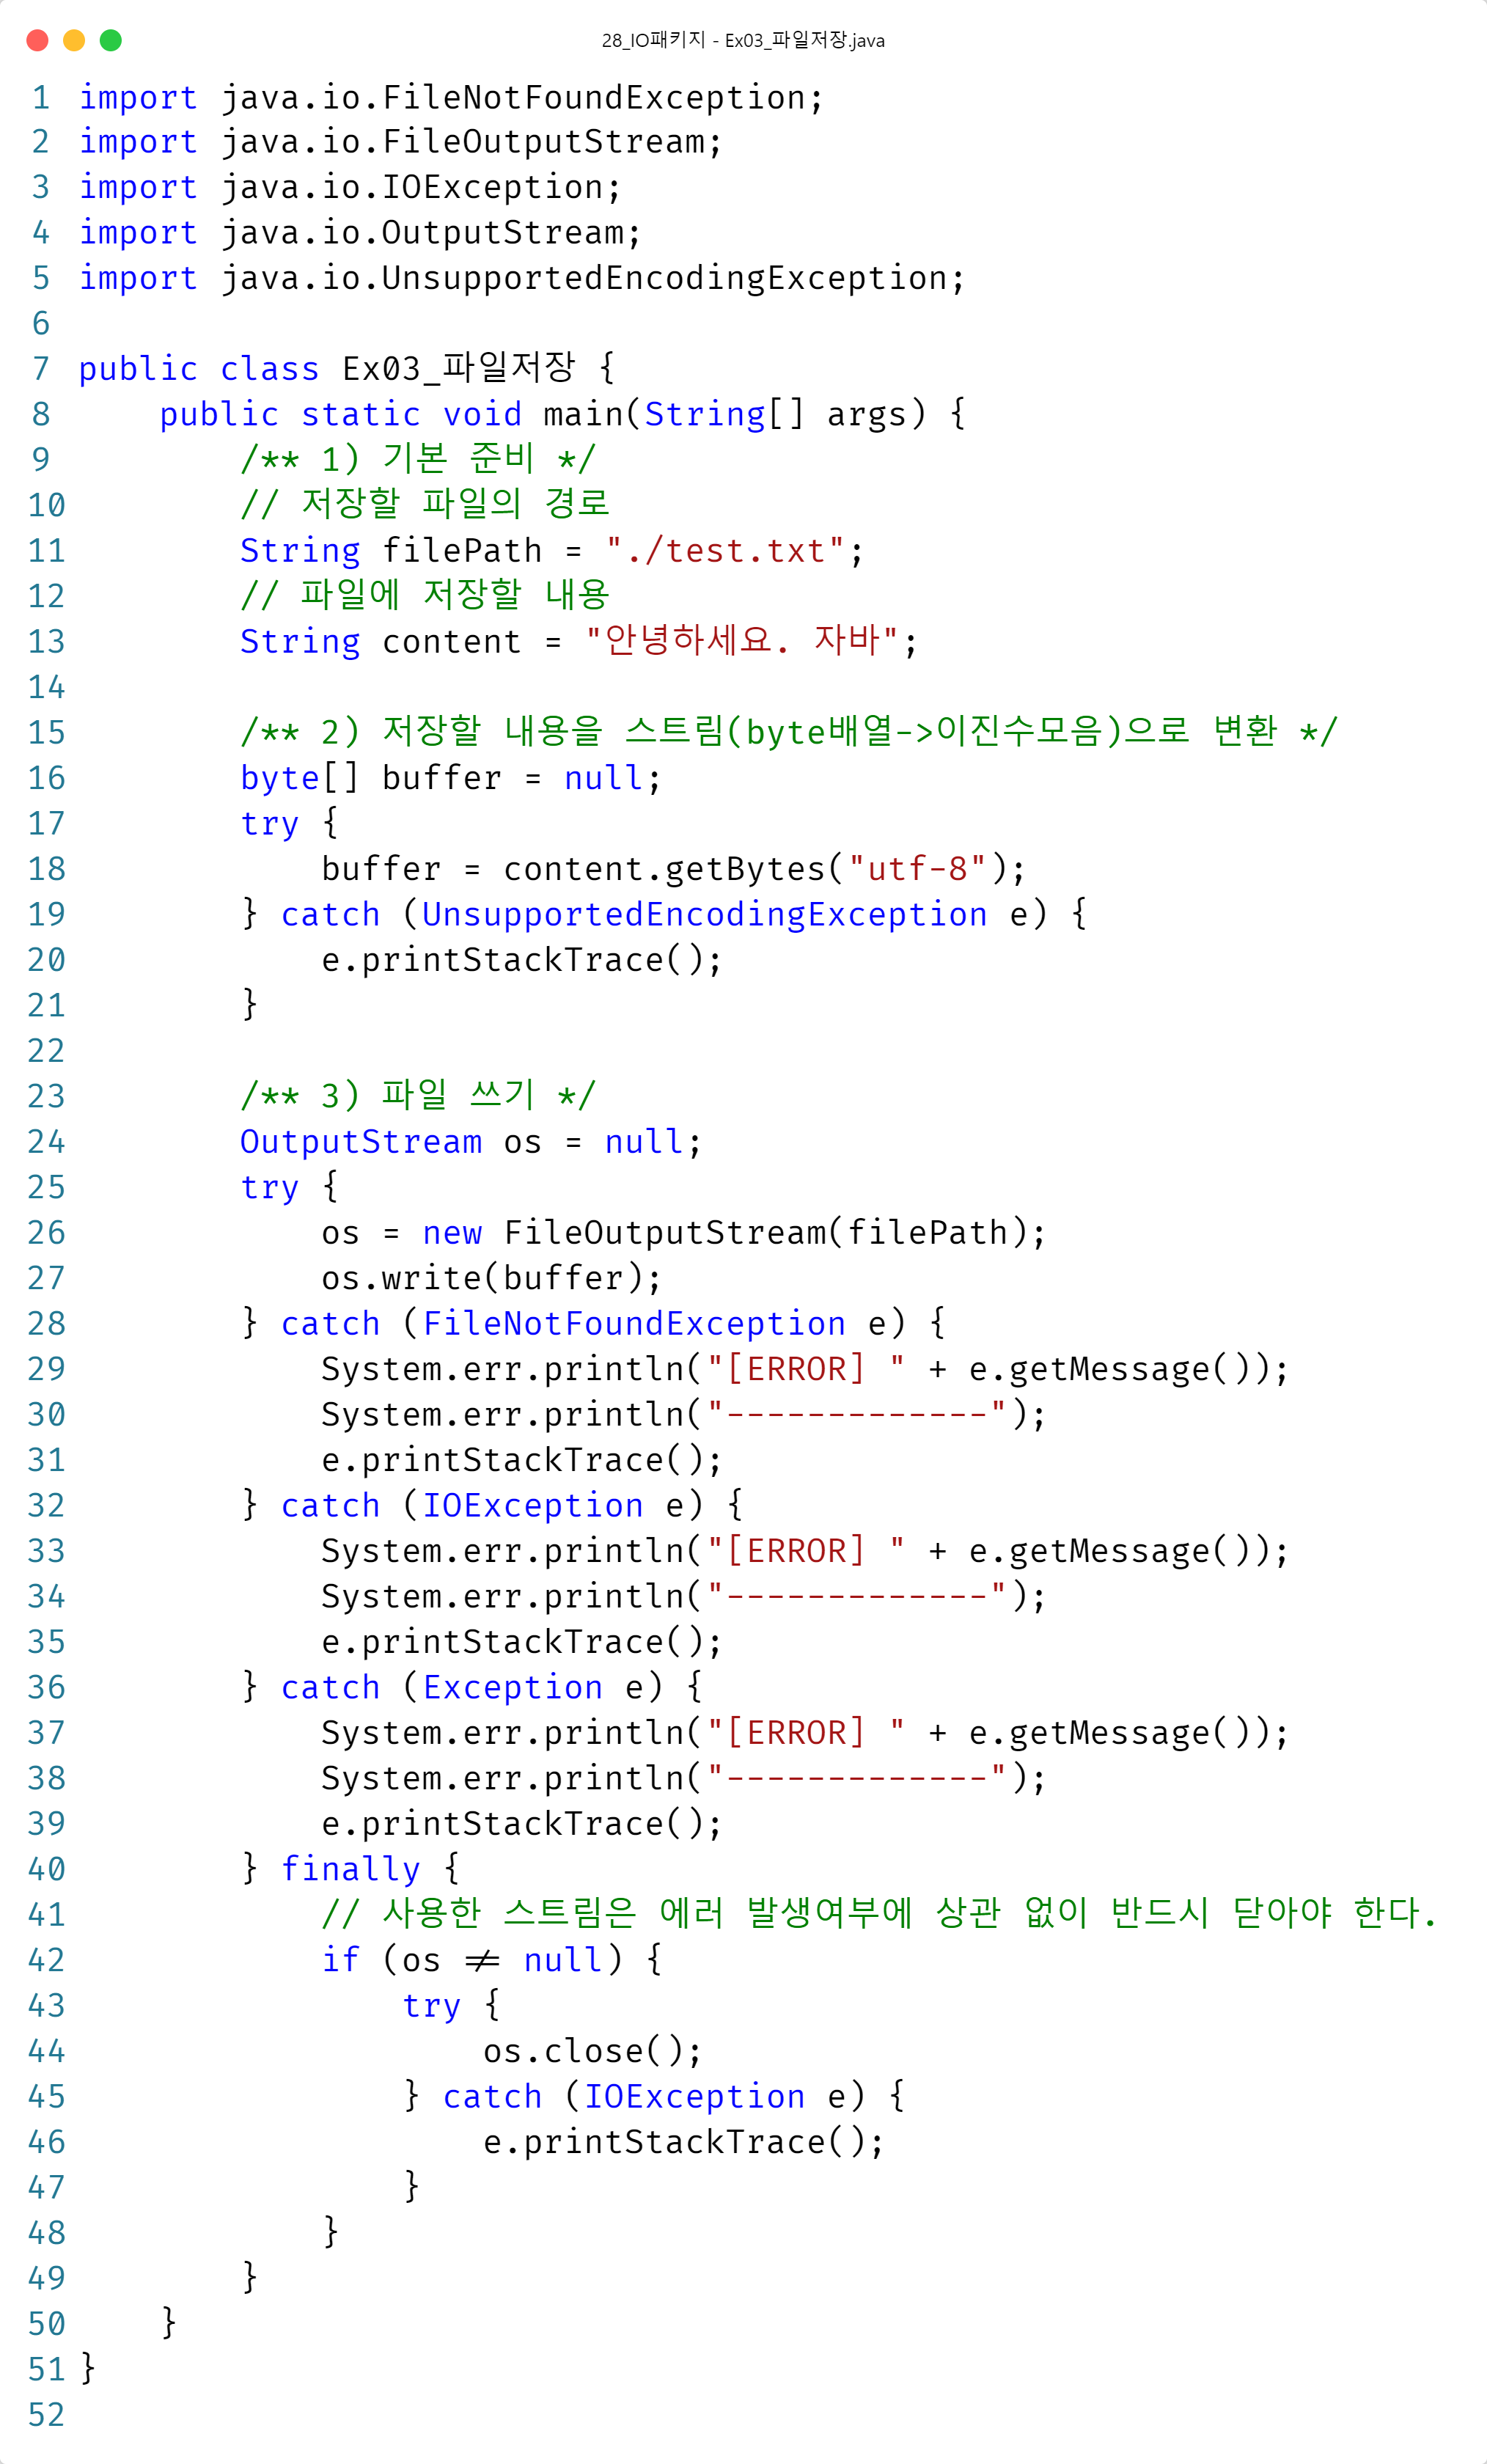 28_IO패키지 - Ex03_파일저장.java
1 import java.io.FileNotFoundException;
2 import java.io.FileOutputStream;
3 import java.io.IOException;
4 import java.io.OutputStream;
5 import java.io.UnsupportedEncodingException;
6
7 public class Ex03_파일저장 {
8     public static void main(String[] args) {
9         /** 1) 기본 준비 */
10         // 저장할 파일의 경로
11         String filePath = "./test.txt";
12         // 파일에 저장할 내용
13         String content = "안녕하세요. 자바";
14
15         /** 2) 저장할 내용을 스트림(byte배열->이진수모음)으로 변환 */
16         byte[] buffer = null;
17         try {
18             buffer = content.getBytes("utf-8");
19         } catch (UnsupportedEncodingException e) {
20             e.printStackTrace();
21         }
22
23         /** 3) 파일 쓰기 */
24         OutputStream os = null;
25         try {
26             os = new FileOutputStream(filePath);
27             os.write(buffer);
28         } catch (FileNotFoundException e) {
29             System.err.println("[ERROR] " + e.getMessage());
30             System.err.println("-------------");
31             e.printStackTrace();
32         } catch (IOException e) {
33             System.err.println("[ERROR] " + e.getMessage());
34             System.err.println("-------------");
35             e.printStackTrace();
36         } catch (Exception e) {
37             System.err.println("[ERROR] " + e.getMessage());
38             System.err.println("-------------");
39             e.printStackTrace();
40         } finally {
41             // 사용한 스트림은 에러 발생여부에 상관 없이 반드시 닫아야 한다.
42             if (os != null) {
43                 try {
44                     os.close();
45                 } catch (IOException e) {
46                     e.printStackTrace();
47                 }
48             }
49         }
50     }
51 }
52